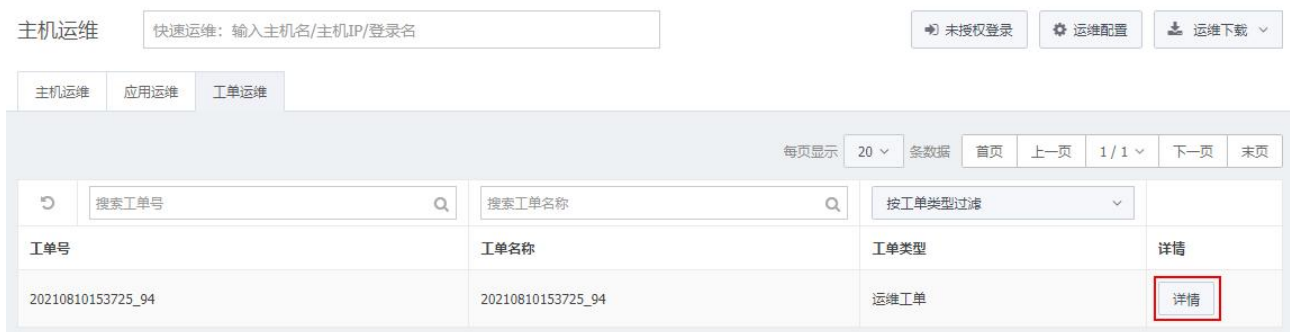 主机运维 快速运维：输入主机名/主机IP/登录名 未授权登录 运维配置 运维下载
主机运维 应用运维 工单运维
每页显示 20 条数据 首页 上一页 1 / 1 下一页 末页
搜索工单号 搜索工单名称 按工单类型过滤
工单号 工单名称 工单类型 详情
20210810153725_94 20210810153725_94 运维工单 详情